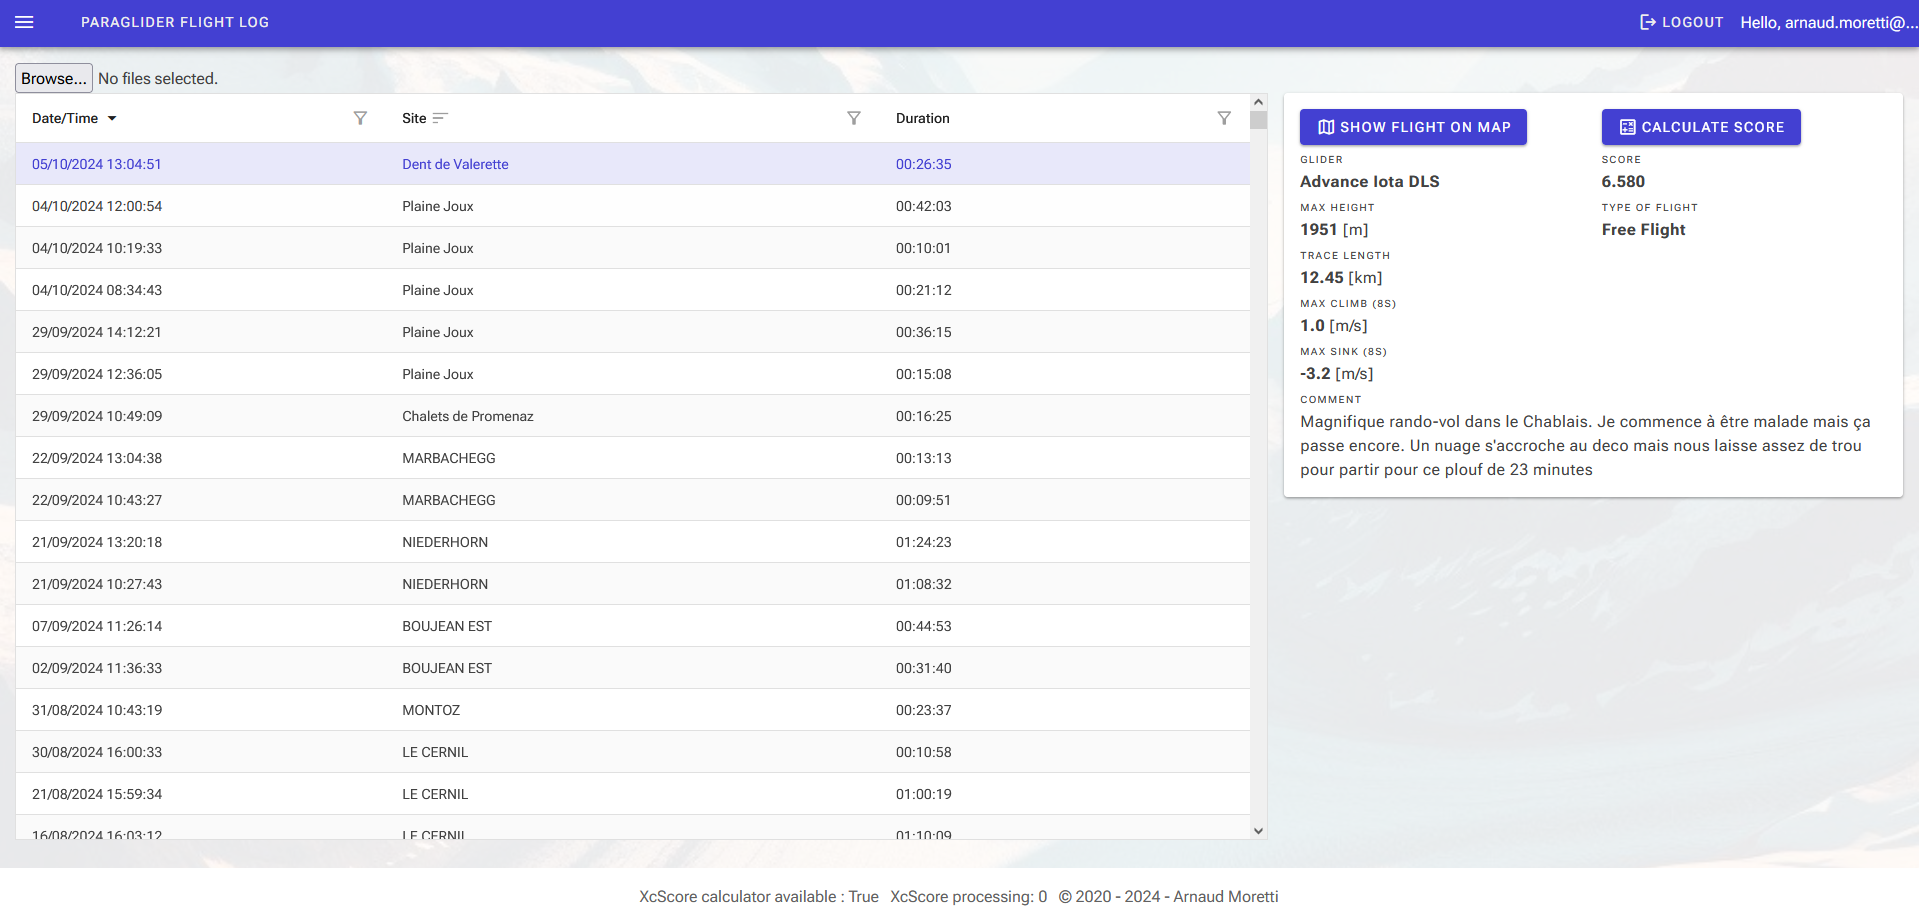 PARAGLIDER FLIGHT LOG
LOGOUT Hello, arnaud.moretti@...
Browse... No files selected.
Date/Time Site Duration
05/10/2024 13:04:51 Dent de Valerette 00:26:35
04/10/2024 12:00:54 Plaine Joux 00:42:03
04/10/2024 10:19:33 Plaine Joux 00:10:01
04/10/2024 08:34:43 Plaine Joux 00:21:12
29/09/2024 14:12:21 Plaine Joux 00:36:15
29/09/2024 12:36:05 Plaine Joux 00:15:08
29/09/2024 10:49:09 Chalets de Promenaz 00:16:25
22/09/2024 13:04:38 MARBACHEGG 00:13:13
22/09/2024 10:43:27 MARBACHEGG 00:09:51
21/09/2024 13:20:18 NIEDERHORN 01:24:23
21/09/2024 10:27:43 NIEDERHORN 01:08:32
07/09/2024 11:26:14 BOUJEAN EST 00:44:53
02/09/2024 11:36:33 BOUJEAN EST 00:31:40
31/08/2024 10:43:19 MONTOZ 00:23:37
30/08/2024 16:00:33 LE CERNIL 00:10:58
21/08/2024 15:59:34 LE CERNIL 01:00:19
16/08/2024 16:03:12 LE CERNIL 01:10:09
SHOW FLIGHT ON MAP
GLIDER
Advance Iota DLS
MAX HEIGHT
1951 [m]
TRACE LENGTH
12.45 [km]
MAX CLIMB (8S)
1.0 [m/s]
MAX SINK (8S)
-3.2 [m/s]
CALCULATE SCORE
SCORE
6.580
TYPE OF FLIGHT
Free Flight
COMMENT
Magnifique rando-vol dans le Chablais. Je commence à être malade mais ça
passe encore. Un nuage s'accroche au deco mais nous laisse assez de trou
pour partir pour ce plouf de 23 minutes
XcScore calculator available : True XcScore processing: 0 © 2020 - 2024 - Arnaud Moretti